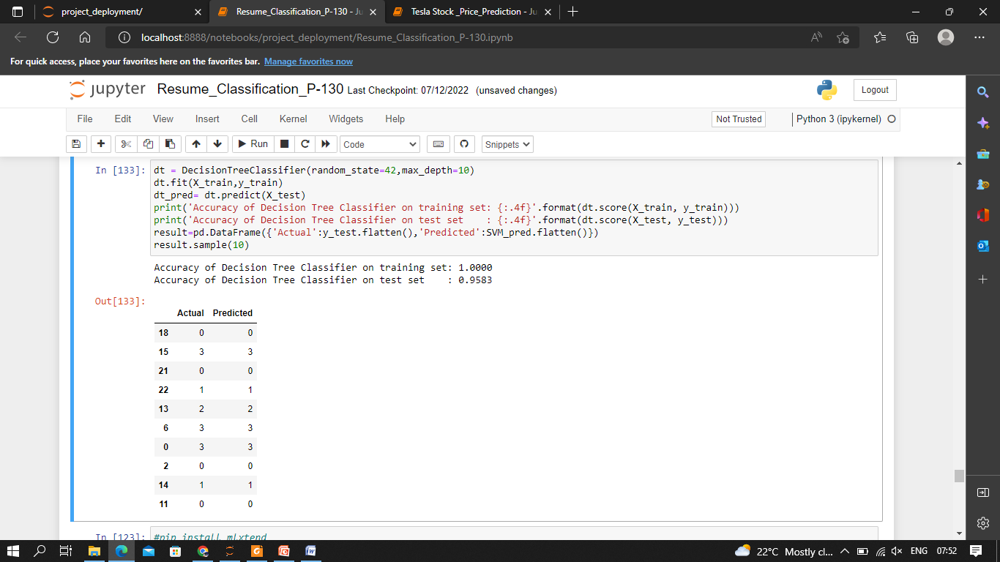 project_deployment/
Resume_Classification_P-130 - Ju
Tesla Stock _Price_Prediction - Ju
localhost:8888/notebooks/project_deployment/Resume_Classification_P-130.ipynb
For quick access, place your favorites here on the favorites bar. Manage favorites now
jupyter Resume_Classification_P-130 Last Checkpoint: 07/12/2022 (unsaved changes)
Logout
File Edit View Insert Cell Kernel Widgets Help
Not Trusted
Python 3 (ipykernel)
Run
Code
Snippets
In [133]: dt = DecisionTreeClassifier(random_state=42,max_depth=10)
dt.fit(X_train,y_train)
dt_pred= dt.predict(X_test)
print('Accuracy of Decision Tree Classifier on training set: {:.4f}'.format(dt.score(X_train, y_train)))
print('Accuracy of Decision Tree Classifier on test set    : {:.4f}'.format(dt.score(X_test, y_test)))
result=pd.DataFrame({'Actual':y_test.flatten(),'Predicted':SVM_pred.flatten()})
result.sample(10)
Accuracy of Decision Tree Classifier on training set: 1.0000
Accuracy of Decision Tree Classifier on test set    : 0.9583
Out[133]:
Actual Predicted
18 0 0
15 3 3
21 0 0
22 1 1
13 2 2
6 3 3
0 3 3
2 0 0
14 1 1
11 0 0
In [123]: #pip install mlxtend
22°C Mostly cl... ENG 07:52